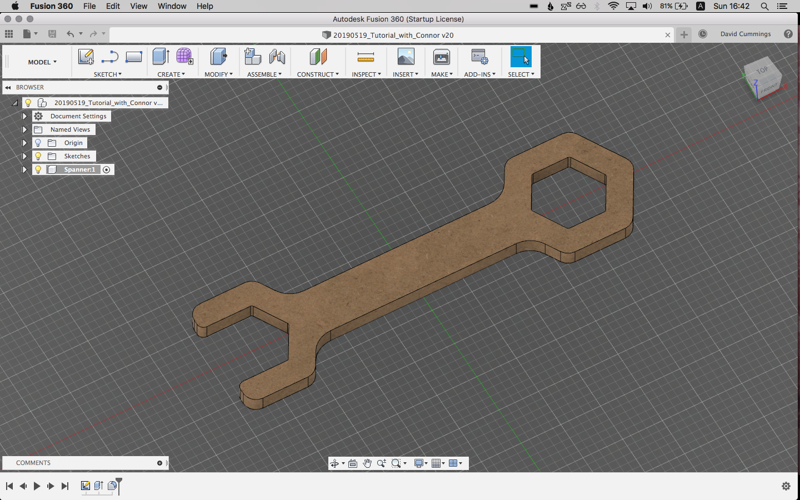 Fusion 360 File Edit View Window Help 81% A Sun 16:42
Autodesk Fusion 360 (Startup License)
20190519_Tutorial_with_Connor v20 David Cummings
MODEL SKETCH CREATE MODIFY ASSEMBLE CONSTRUCT INSPECT INSERT MAKE ADD-INS SELECT
BROWSER
20190519_Tutorial_with_Connor v...
Document Settings
Named Views
Origin
Sketches
Spanner:1
TOP
Z
COMMENTS